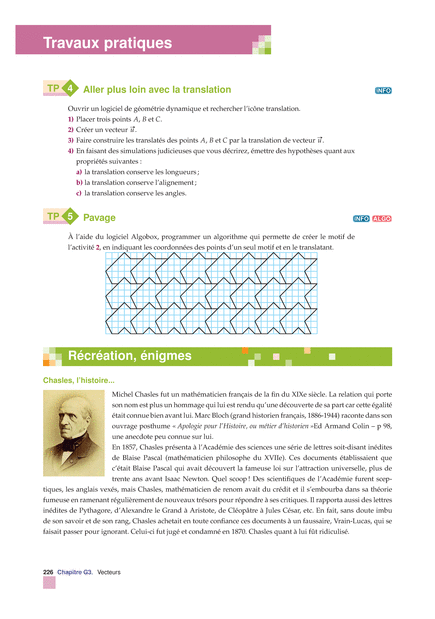 Travaux pratiques
TP 4 Aller plus loin avec la translation INFO
Ouvrir un logiciel de géométrie dynamique et rechercher l'icône translation.
1) Placer trois points A, B et C.
2) Créer un vecteur u⃗.
3) Faire construire les translatés des points A, B et C par la translation de vecteur u⃗.
4) En faisant des simulations judicieuses que vous décrirez, émettre des hypothèses quant aux
propriétés suivantes :
a) la translation conserve les longueurs ;
b) la translation conserve l'alignement ;
c) la translation conserve les angles.
TP 5 Pavage INFO ALGO
À l'aide du logiciel Algobox, programmer un algorithme qui permette de créer le motif de
l'activité 2, en indiquant les coordonnées des points d'un seul motif et en le translatant.
Récréation, énigmes
Chasles, l'histoire...
Michel Chasles fut un mathématicien français de la fin du XIXe siècle. La relation qui porte
son nom est plus un hommage qui lui est rendu qu'une découverte de sa part car cette égalité
était connue bien avant lui. Marc Bloch (grand historien français, 1886-1944) raconte dans son
ouvrage posthume « Apologie pour l'Histoire, ou métier d'historien »Ed Armand Colin – p 98,
une anecdote peu connue sur lui.
En 1857, Chasles présenta à l'Académie des sciences une série de lettres soit-disant inédites
de Blaise Pascal (mathématicien philosophe du XVIIe). Ces documents établissaient que
c'était Blaise Pascal qui avait découvert la fameuse loi sur l'attraction universelle, plus de
trente ans avant Isaac Newton. Quel scoop ! Des scientifiques de l'Académie furent scep-
tiques, les anglais vexés, mais Chasles, mathématicien de renom avait du crédit et il s'embourba dans sa théorie
fumeuse en ramenant régulièrement de nouveaux trésors pour répondre à ses critiques. Il rapporta aussi des lettres
inédites de Pythagore, d'Alexandre le Grand à Aristote, de Cléopâtre à Jules César, etc. En fait, sans doute imbu
de son savoir et de son rang, Chasles achetait en toute confiance ces documents à un faussaire, Vrain-Lucas, qui se
faisait passer pour ignorant. Celui-ci fut jugé et condamné en 1870. Chasles quant à lui fût ridiculisé.
226 Chapitre G3. Vecteurs